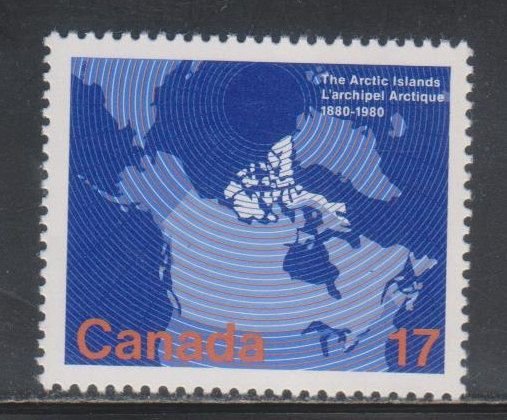 The Arctic Islands
L'archipel Arctique
1880-1980
Canada 17